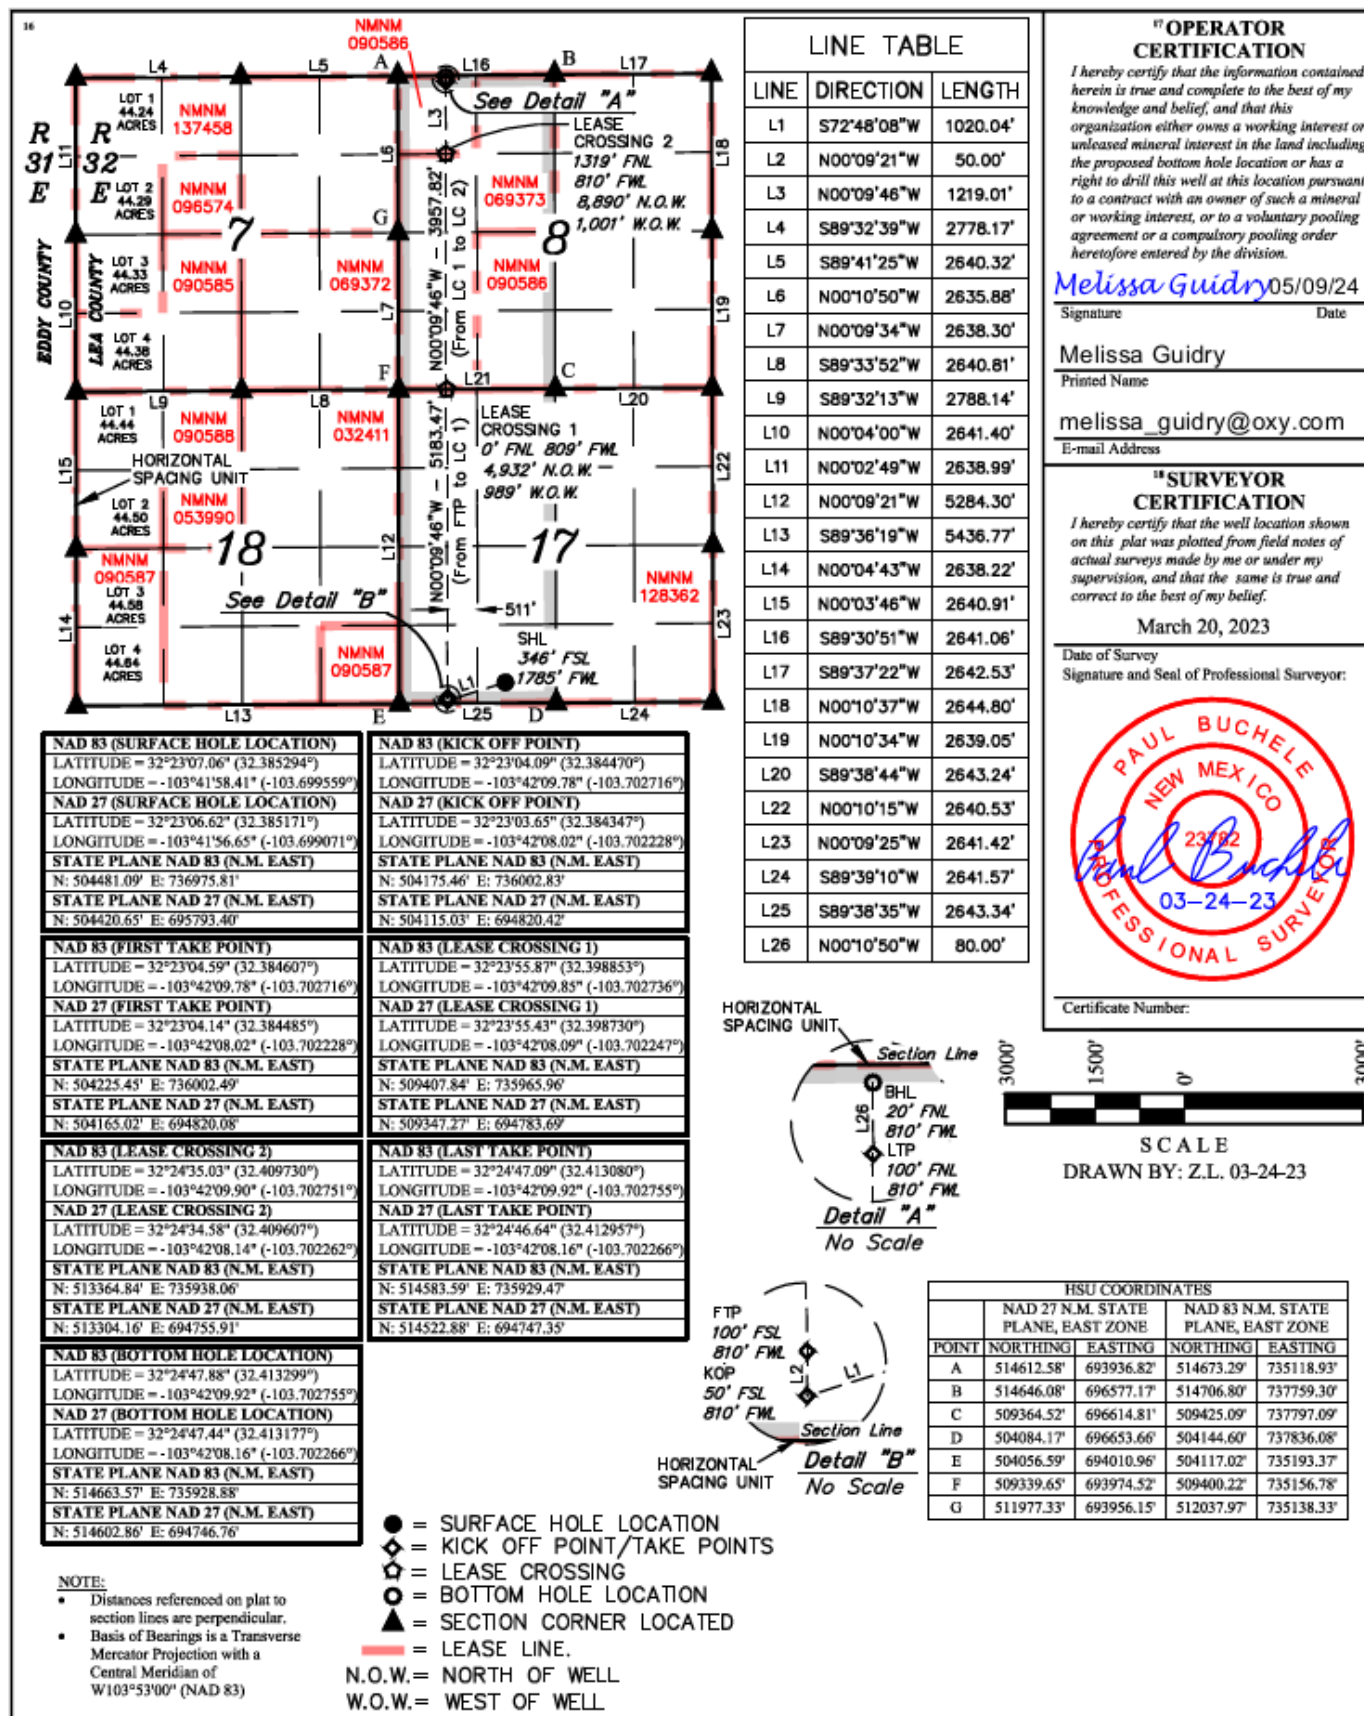 16
NMNM
090586
L4
L5
A
L16
B
L17
LOT 1
44.24
ACRES
NMNM
137458
See Detail "A"
L3
LEASE
CROSSING 2
1319' FNL
810' FWL
8,890' N.O.W.
1,001' W.O.W.
R
31
E
R
32
E
L11
L6
L18
LOT 2
44.29
ACRES
NMNM
096574
NMNM
069373
7
G
8
LOT 3
44.33
ACRES
NMNM
090585
NMNM
069372
NMNM
090586
N00°09'46"W – 3957.82'
(From LC 1 to LC 2)
EDDY COUNTY
LEA COUNTY
L10
L7
L19
LOT 4
44.38
ACRES
F
L21
C
L9
L8
L20
LOT 1
44.44
ACRES
NMNM
090588
NMNM
032411
LEASE
CROSSING 1
0' FNL 809' FWL
4,932' N.O.W.
989' W.O.W.
L15
HORIZONTAL
SPACING UNIT
L22
LOT 2
44.50
ACRES
NMNM
053990
N00°09'46"W – 5183.47'
(From FTP to LC 1)
18
L12
17
NMNM
090587
LOT 3
44.58
ACRES
NMNM
128362
See Detail "B"
511'
L14
L23
LOT 4
44.64
ACRES
NMNM
090587
SHL
346' FSL
1785' FWL
L1
L13
E
L25
D
L24
LINE TABLE
LINE DIRECTION LENGTH
L1 S72°48'08"W 1020.04'
L2 N00°09'21"W 50.00'
L3 N00°09'46"W 1219.01'
L4 S89°32'39"W 2778.17'
L5 S89°41'25"W 2640.32'
L6 N00°10'50"W 2635.88'
L7 N00°09'34"W 2638.30'
L8 S89°33'52"W 2640.81'
L9 S89°32'13"W 2788.14'
L10 N00°04'00"W 2641.40'
L11 N00°02'49"W 2638.99'
L12 N00°09'21"W 5284.30'
L13 S89°36'19"W 5436.77'
L14 N00°04'43"W 2638.22'
L15 N00°03'46"W 2640.91'
L16 S89°30'51"W 2641.06'
L17 S89°37'22"W 2642.53'
L18 N00°10'37"W 2644.80'
L19 N00°10'34"W 2639.05'
L20 S89°38'44"W 2643.24'
L22 N00°10'15"W 2640.53'
L23 N00°09'25"W 2641.42'
L24 S89°39'10"W 2641.57'
L25 S89°38'35"W 2643.34'
L26 N00°10'50"W 80.00'
17 OPERATOR
CERTIFICATION
I hereby certify that the information contained
herein is true and complete to the best of my
knowledge and belief, and that this
organization either owns a working interest or
unleased mineral interest in the land including
the proposed bottom hole location or has a
right to drill this well at this location pursuant
to a contract with an owner of such a mineral
or working interest, or to a voluntary pooling
agreement or a compulsory pooling order
heretofore entered by the division.
Melissa Guidry 05/09/24
Signature Date
Melissa Guidry
Printed Name
melissa_guidry@oxy.com
E-mail Address
18 SURVEYOR
CERTIFICATION
I hereby certify that the well location shown
on this plat was plotted from field notes of
actual surveys made by me or under my
supervision, and that the same is true and
correct to the best of my belief.
March 20, 2023
Date of Survey
Signature and Seal of Professional Surveyor:
PAUL BUCHELE
NEW MEXICO
23782
Paul Buchele
03-24-23
PROFESSIONAL SURVEYOR
Certificate Number:
NAD 83 (SURFACE HOLE LOCATION)
LATITUDE = 32°23'07.06" (32.385294°)
LONGITUDE = -103°41'58.41" (-103.699559°)
NAD 27 (SURFACE HOLE LOCATION)
LATITUDE = 32°23'06.62" (32.385171°)
LONGITUDE = -103°41'56.65" (-103.699071°)
STATE PLANE NAD 83 (N.M. EAST)
N: 504481.09' E: 736975.81'
STATE PLANE NAD 27 (N.M. EAST)
N: 504420.65' E: 695793.40'
NAD 83 (KICK OFF POINT)
LATITUDE = 32°23'04.09" (32.384470°)
LONGITUDE = -103°42'09.78" (-103.702716°)
NAD 27 (KICK OFF POINT)
LATITUDE = 32°23'03.65" (32.384347°)
LONGITUDE = -103°42'08.02" (-103.702228°)
STATE PLANE NAD 83 (N.M. EAST)
N: 504175.46' E: 736002.83'
STATE PLANE NAD 27 (N.M. EAST)
N: 504115.03' E: 694820.42'
NAD 83 (FIRST TAKE POINT)
LATITUDE = 32°23'04.59" (32.384607°)
LONGITUDE = -103°42'09.78" (-103.702716°)
NAD 27 (FIRST TAKE POINT)
LATITUDE = 32°23'04.14" (32.384485°)
LONGITUDE = -103°42'08.02" (-103.702228°)
STATE PLANE NAD 83 (N.M. EAST)
N: 504225.45' E: 736002.49'
STATE PLANE NAD 27 (N.M. EAST)
N: 504165.02' E: 694820.08'
NAD 83 (LEASE CROSSING 1)
LATITUDE = 32°23'55.87" (32.398853°)
LONGITUDE = -103°42'09.85" (-103.702736°)
NAD 27 (LEASE CROSSING 1)
LATITUDE = 32°23'55.43" (32.398730°)
LONGITUDE = -103°42'08.09" (-103.702247°)
STATE PLANE NAD 83 (N.M. EAST)
N: 509407.84' E: 735965.96'
STATE PLANE NAD 27 (N.M. EAST)
N: 509347.27' E: 694783.69'
NAD 83 (LEASE CROSSING 2)
LATITUDE = 32°24'35.03" (32.409730°)
LONGITUDE = -103°42'09.90" (-103.702751°)
NAD 27 (LEASE CROSSING 2)
LATITUDE = 32°24'34.58" (32.409607°)
LONGITUDE = -103°42'08.14" (-103.702262°)
STATE PLANE NAD 83 (N.M. EAST)
N: 513364.84' E: 735938.06'
STATE PLANE NAD 27 (N.M. EAST)
N: 513304.16' E: 694755.91'
NAD 83 (LAST TAKE POINT)
LATITUDE = 32°24'47.09" (32.413080°)
LONGITUDE = -103°42'09.92" (-103.702755°)
NAD 27 (LAST TAKE POINT)
LATITUDE = 32°24'46.64" (32.412957°)
LONGITUDE = -103°42'08.16" (-103.702266°)
STATE PLANE NAD 83 (N.M. EAST)
N: 514583.59' E: 735929.47'
STATE PLANE NAD 27 (N.M. EAST)
N: 514522.88' E: 694747.35'
NAD 83 (BOTTOM HOLE LOCATION)
LATITUDE = 32°24'47.88" (32.413299°)
LONGITUDE = -103°42'09.92" (-103.702755°)
NAD 27 (BOTTOM HOLE LOCATION)
LATITUDE = 32°24'47.44" (32.413177°)
LONGITUDE = -103°42'08.16" (-103.702266°)
STATE PLANE NAD 83 (N.M. EAST)
N: 514663.57' E: 735928.88'
STATE PLANE NAD 27 (N.M. EAST)
N: 514602.86' E: 694746.76'
HORIZONTAL
SPACING UNIT
Section Line
BHL
20' FNL
810' FWL
L26
LTP
100' FNL
810' FWL
Detail "A"
No Scale
3000'
1500'
0'
3000'
SCALE
DRAWN BY: Z.L. 03-24-23
FTP
100' FSL
810' FWL
KOP
50' FSL
810' FWL
L2
L1
Section Line
HORIZONTAL
SPACING UNIT
Detail "B"
No Scale
HSU COORDINATES
NAD 27 N.M. STATE
PLANE, EAST ZONE
NAD 83 N.M. STATE
PLANE, EAST ZONE
POINT NORTHING EASTING NORTHING EASTING
A 514612.58' 693936.82' 514673.29' 735118.93'
B 514646.08' 696577.17' 514706.80' 737759.30'
C 509364.52' 696614.81' 509425.09' 737797.09'
D 504084.17' 696653.66' 504144.60' 737836.08'
E 504056.59' 694010.96' 504117.02' 735193.37'
F 509339.65' 693974.52' 509400.22' 735156.78'
G 511977.33' 693956.15' 512037.97' 735138.33'
= SURFACE HOLE LOCATION
= KICK OFF POINT/TAKE POINTS
= LEASE CROSSING
= BOTTOM HOLE LOCATION
= SECTION CORNER LOCATED
= LEASE LINE.
N.O.W.= NORTH OF WELL
W.O.W.= WEST OF WELL
NOTE:
• Distances referenced on plat to
section lines are perpendicular.
• Basis of Bearings is a Transverse
Mercator Projection with a
Central Meridian of
W103°53'00" (NAD 83)